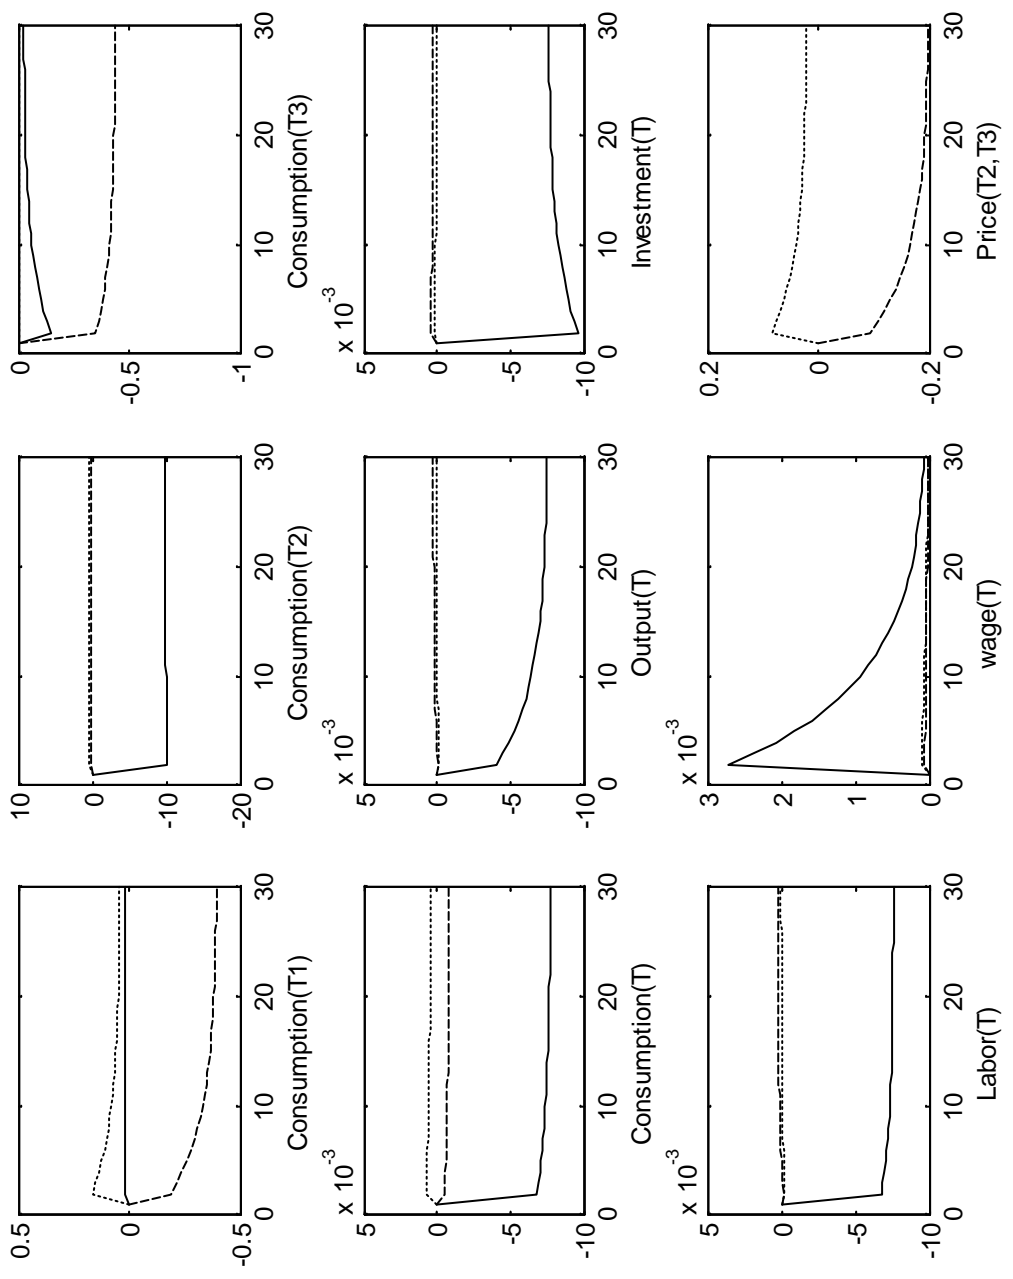 0.5
0
-0.5
0 10 20 30
Consumption(T1)
10
0
-10
-20
0 10 20 30
Consumption(T2)
0
-0.5
-1
0 10 20 30
Consumption(T3)
x 10^-3
5
0
-5
-10
0 10 20 30
Consumption(T)
x 10^-3
5
0
-5
-10
0 10 20 30
Output(T)
x 10^-3
5
0
-5
-10
0 10 20 30
Investment(T)
x 10^-3
5
0
-5
-10
0 10 20 30
Labor(T)
x 10^-3
3
2
1
0
0 10 20 30
wage(T)
0.2
0
-0.2
0 10 20 30
Price(T2,T3)